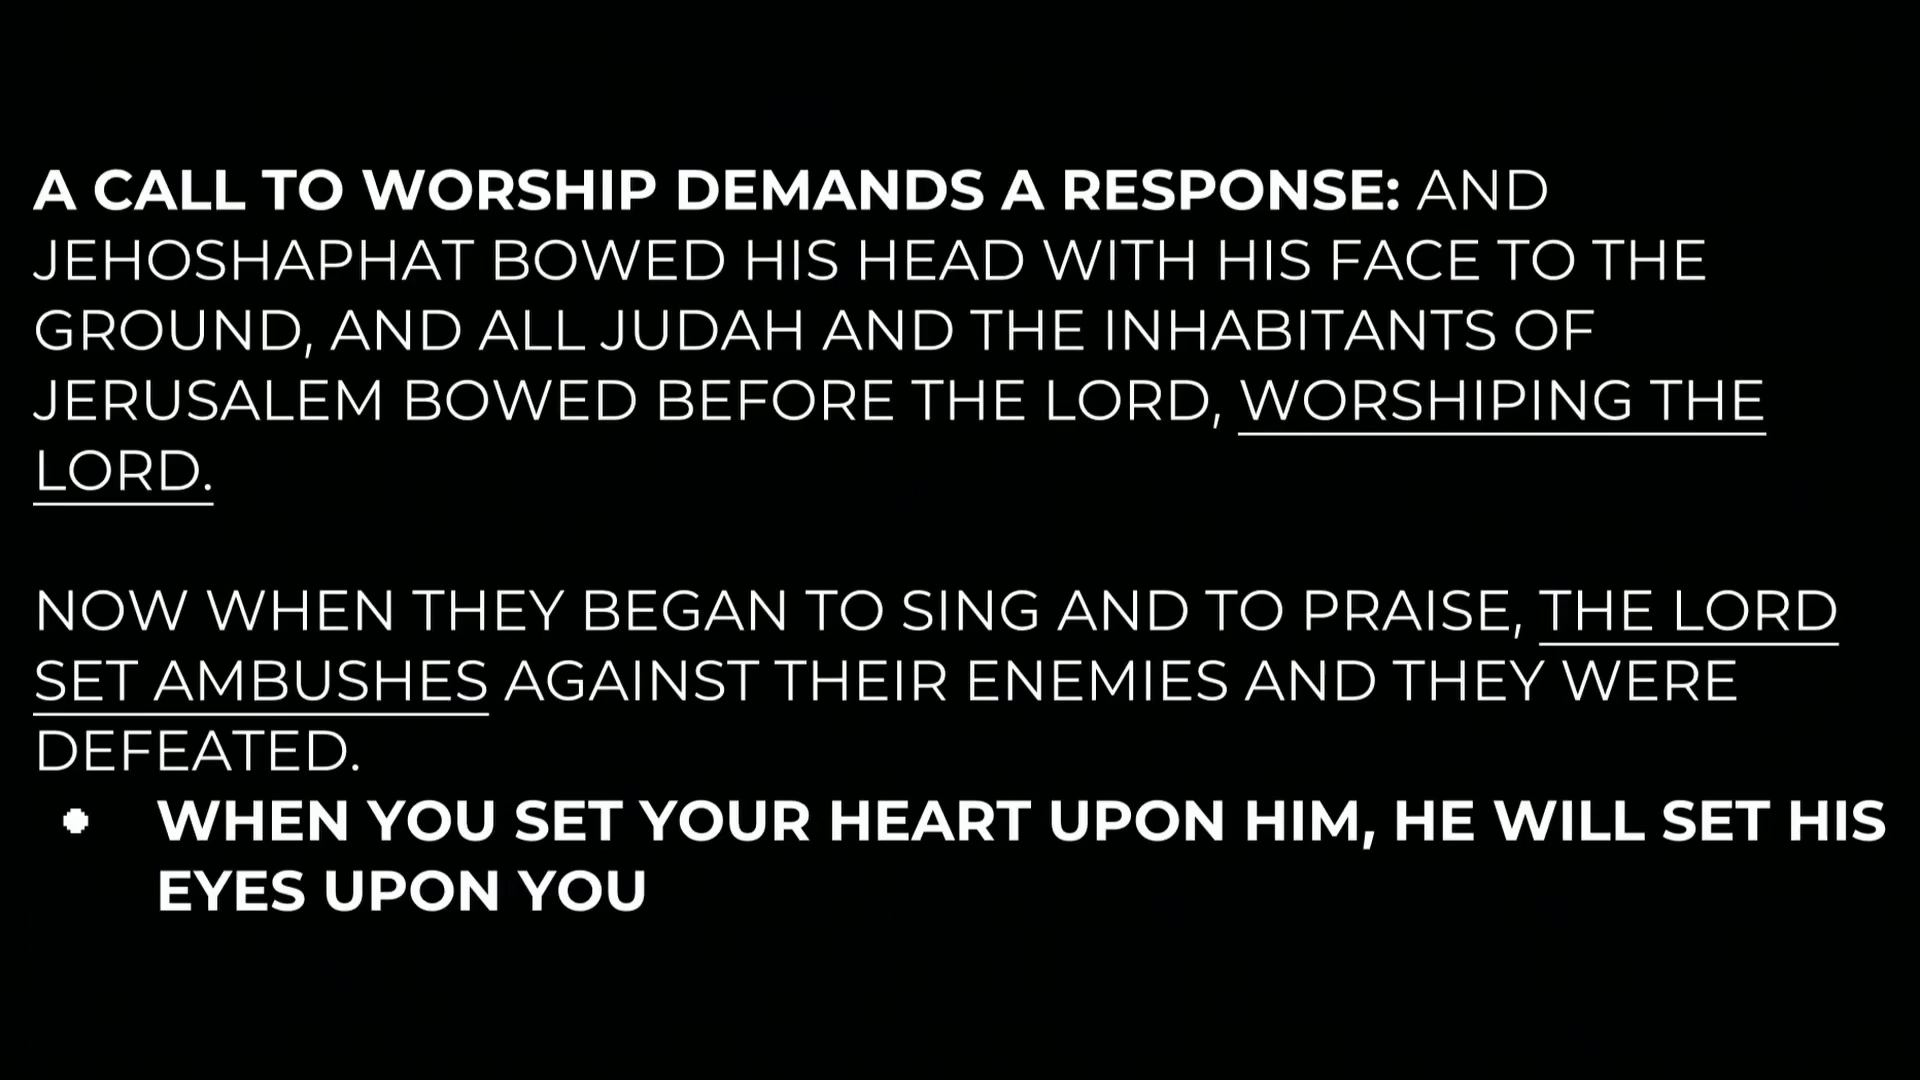 A CALL TO WORSHIP DEMANDS A RESPONSE: AND
JEHOSHAPHAT BOWED HIS HEAD WITH HIS FACE TO THE
GROUND, AND ALL JUDAH AND THE INHABITANTS OF
JERUSALEM BOWED BEFORE THE LORD, WORSHIPING THE
LORD.
NOW WHEN THEY BEGAN TO SING AND TO PRAISE, THE LORD
SET AMBUSHES AGAINST THEIR ENEMIES AND THEY WERE
DEFEATED.
• WHEN YOU SET YOUR HEART UPON HIM, HE WILL SET HIS
EYES UPON YOU